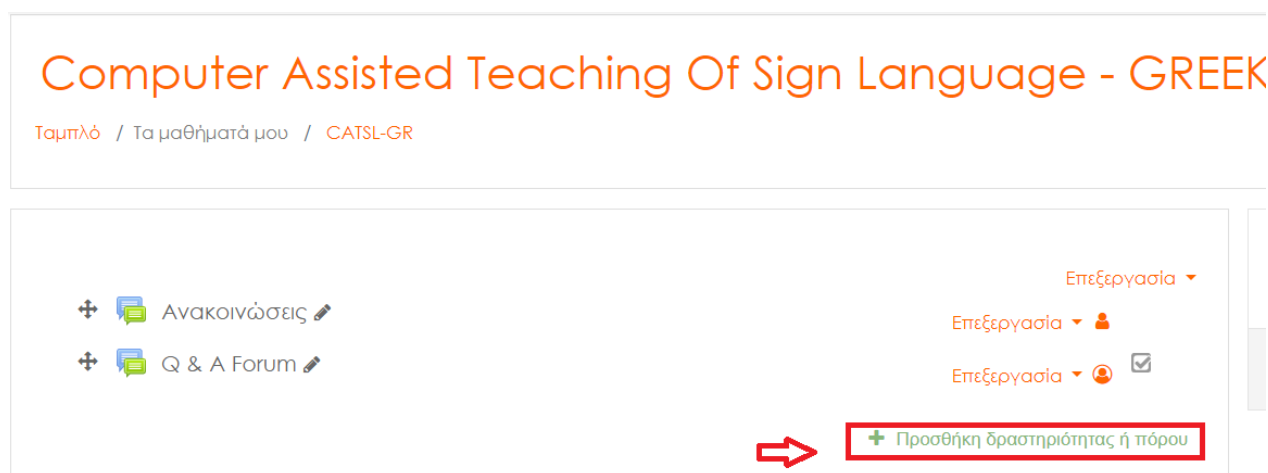 Computer Assisted Teaching Of Sign Language - GREEK
Ταμπλό / Τα μαθήματά μου / CATSL-GR
Επεξεργασία
Ανακοινώσεις
Επεξεργασία
Q & A Forum
Επεξεργασία
+ Προσθήκη δραστηριότητας ή πόρου